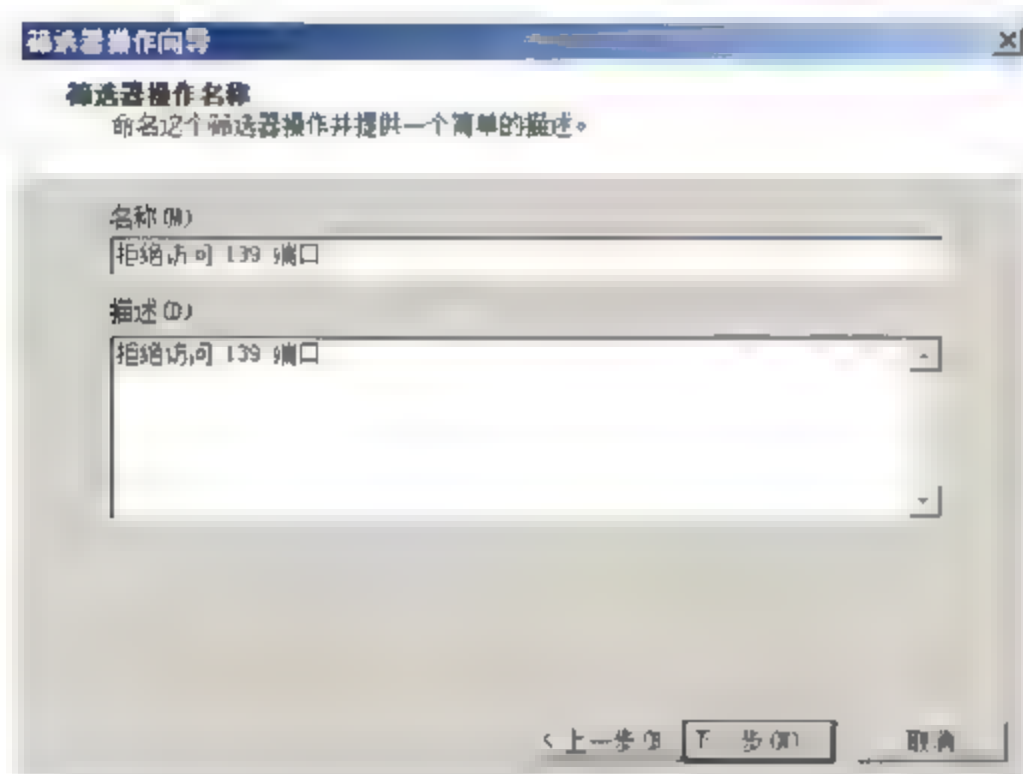 筛选器操作向导
筛选器操作名称
命名这个筛选器操作并提供一个简单的描述。
名称(M)
拒绝访问 139 端口
描述(D)
拒绝访问 139 端口
< 上一步(B) 下一步(N) 取消